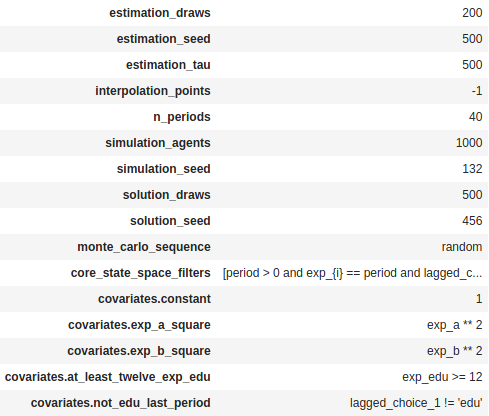 estimation_draws 200
estimation_seed 500
estimation_tau 500
interpolation_points -1
n_periods 40
simulation_agents 1000
simulation_seed 132
solution_draws 500
solution_seed 456
monte_carlo_sequence random
core_state_space_filters [period > 0 and exp_{i} == period and lagged_c...
covariates.constant 1
covariates.exp_a_square exp_a ** 2
covariates.exp_b_square exp_b ** 2
covariates.at_least_twelve_exp_edu exp_edu >= 12
covariates.not_edu_last_period lagged_choice_1 != 'edu'